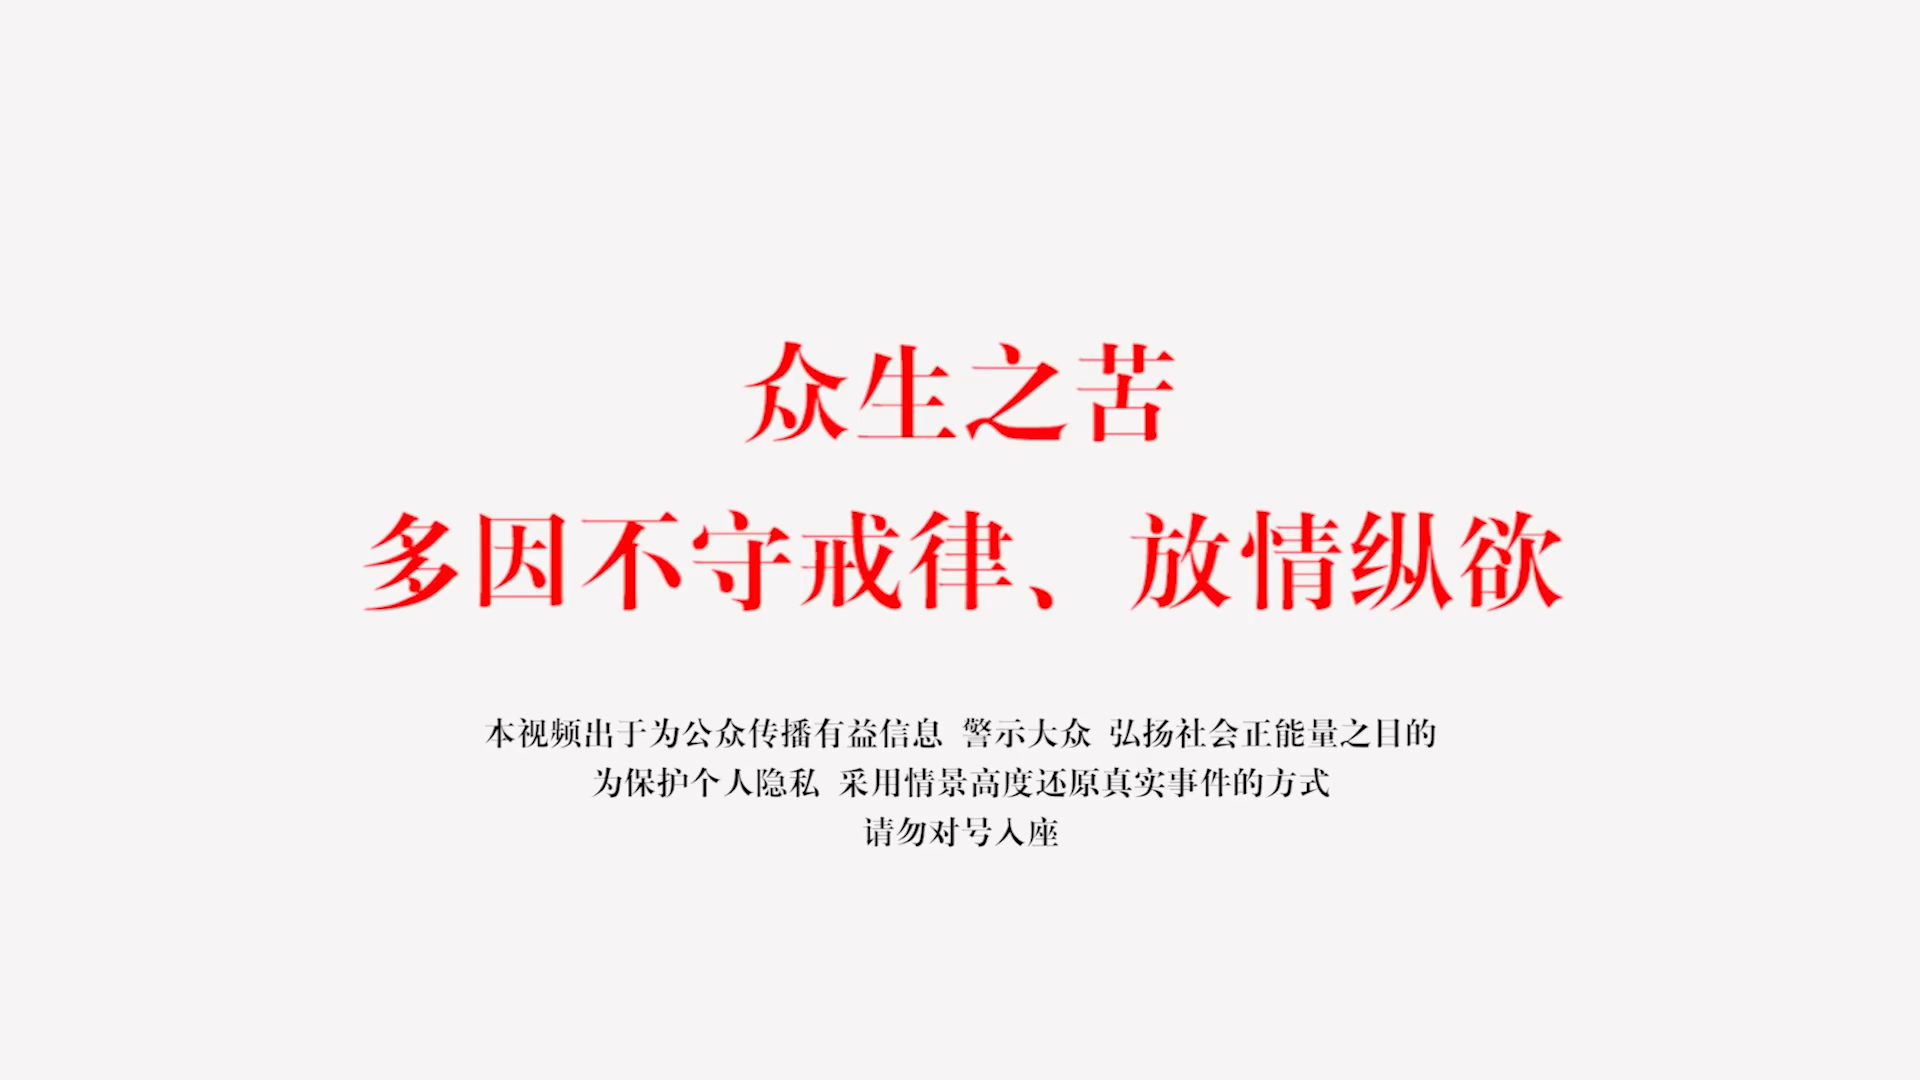 众生之苦
多因不守戒律、放情纵欲
本视频出于为公众传播有益信息 警示大众 弘扬社会正能量之目的
为保护个人隐私 采用情景高度还原真实事件的方式
请勿对号入座